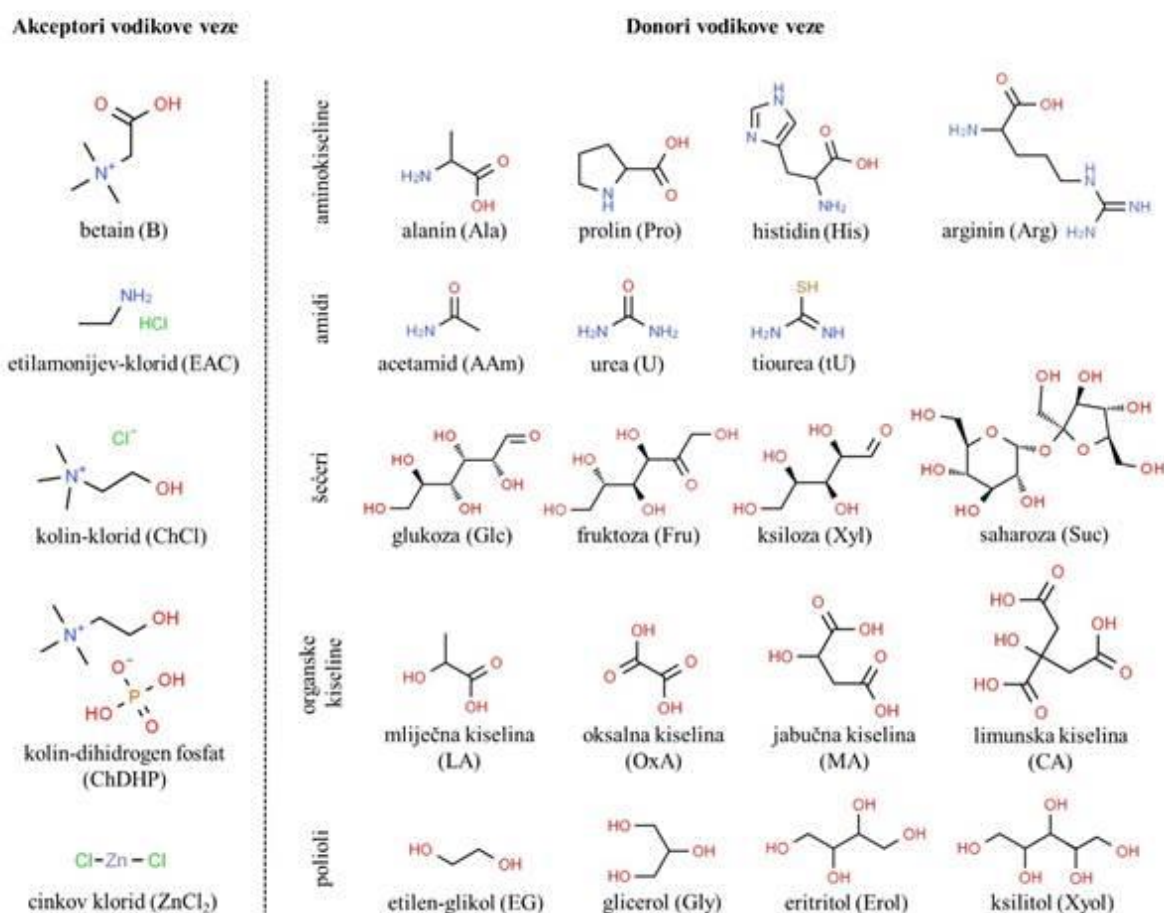 Akceptori vodikove veze
Donori vodikove veze
O
OH
N+
betain (B)
NH2
HCl
etilamonijev-klorid (EAC)
Cl−
N+
OH
kolin-klorid (ChCl)
N+
OH
O−
P
OH
HO
O
kolin-dihidrogen fosfat
(ChDHP)
Cl Zn Cl
cinkov klorid (ZnCl2)
aminokiseline
H2N
O
OH
alanin (Ala)
OH
O
N
H
prolin (Pro)
H
N
N
O
OH
NH2
histidin (His)
O
OH
H2N
H
N
NH
H2N
arginin (Arg)
amidi
O
H2N
acetamid (AAm)
O
H2N NH2
urea (U)
SH
H2N NH
tiourea (tU)
šećeri
HO
O
HO
OH
HO
OH
glukoza (Glc)
HO
OH
HO
O
HO
OH
fruktoza (Fru)
HO
O
HO
HO
OH
ksiloza (Xyl)
OH
OH
HO
O
OH
O
O
HO
OH
HO
OH
saharoza (Suc)
organske
kiseline
HO
O
OH
mliječna kiselina
(LA)
OH
O
O
OH
oksalna kiselina
(OxA)
O
OH
HO
O
OH
jabučna kiselina
(MA)
O
HO
HO
OH
HO
O
O
limunska kiselina
(CA)
polioli
HO
OH
etilen-glikol (EG)
HO
OH
HO
glicerol (Gly)
OH
HO
OH
OH
eritritol (Erol)
OH
HO
OH
OH
OH
ksilitol (Xyol)